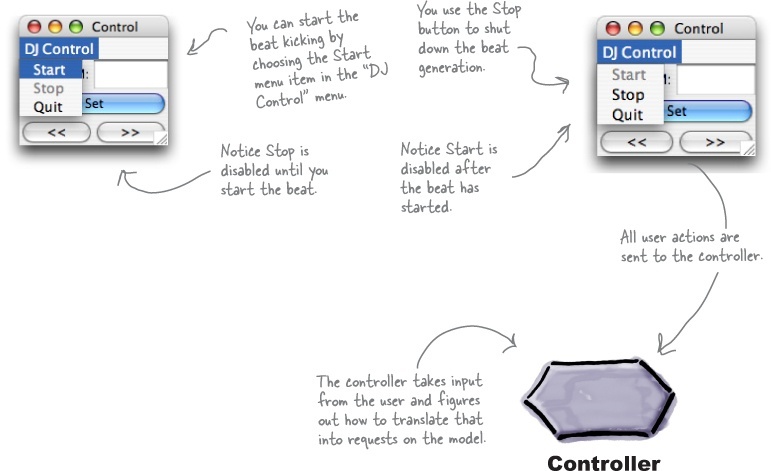 Control
DJ Control
Start
Stop
Quit
M:
Set
<<
>>
You can start the
beat kicking by
choosing the Start
menu item in the "DJ
Control" menu.
Notice Stop is
disabled until you
start the beat.
You use the Stop
button to shut
down the beat
generation.
Notice Start is
disabled after
the beat has
started.
Control
DJ Control
Start
Stop
Quit
M:
Set
<<
>>
All user actions are
sent to the controller.
The controller takes input
from the user and figures
out how to translate that
into requests on the model.
Controller